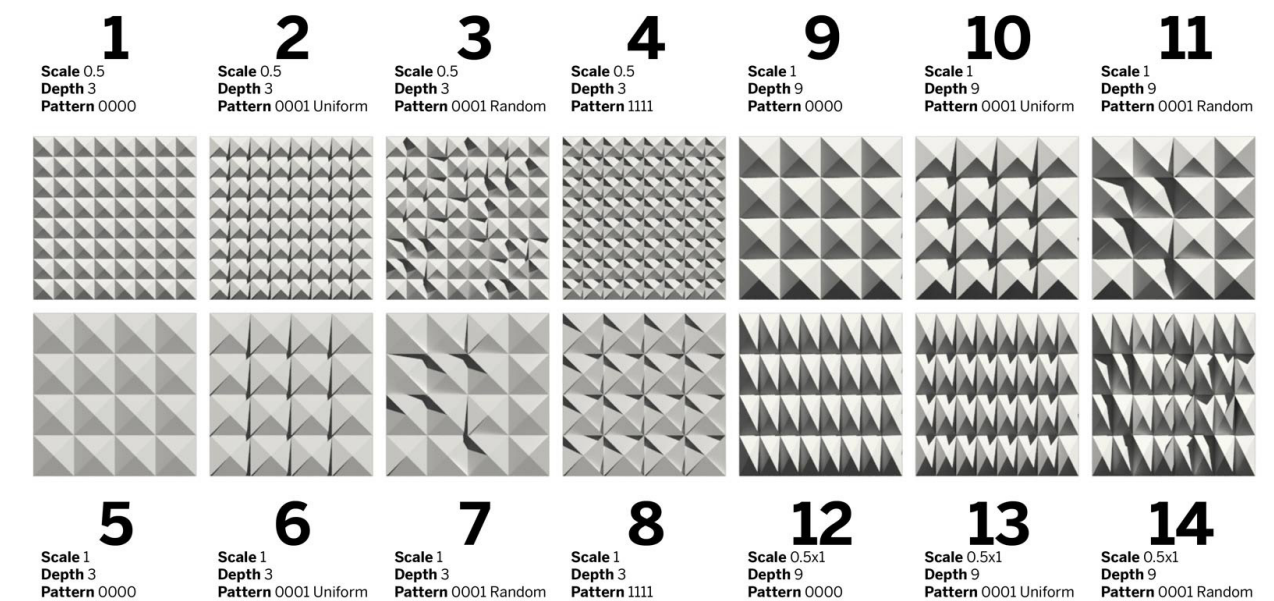 1
Scale 0.5
Depth 3
Pattern 0000
2
Scale 0.5
Depth 3
Pattern 0001 Uniform
3
Scale 0.5
Depth 3
Pattern 0001 Random
4
Scale 0.5
Depth 3
Pattern 1111
9
Scale 1
Depth 9
Pattern 0000
10
Scale 1
Depth 9
Pattern 0001 Uniform
11
Scale 1
Depth 9
Pattern 0001 Random
5
Scale 1
Depth 3
Pattern 0000
6
Scale 1
Depth 3
Pattern 0001 Uniform
7
Scale 1
Depth 3
Pattern 0001 Random
8
Scale 1
Depth 3
Pattern 1111
12
Scale 0.5x1
Depth 9
Pattern 0000
13
Scale 0.5x1
Depth 9
Pattern 0001 Uniform
14
Scale 0.5x1
Depth 9
Pattern 0001 Random